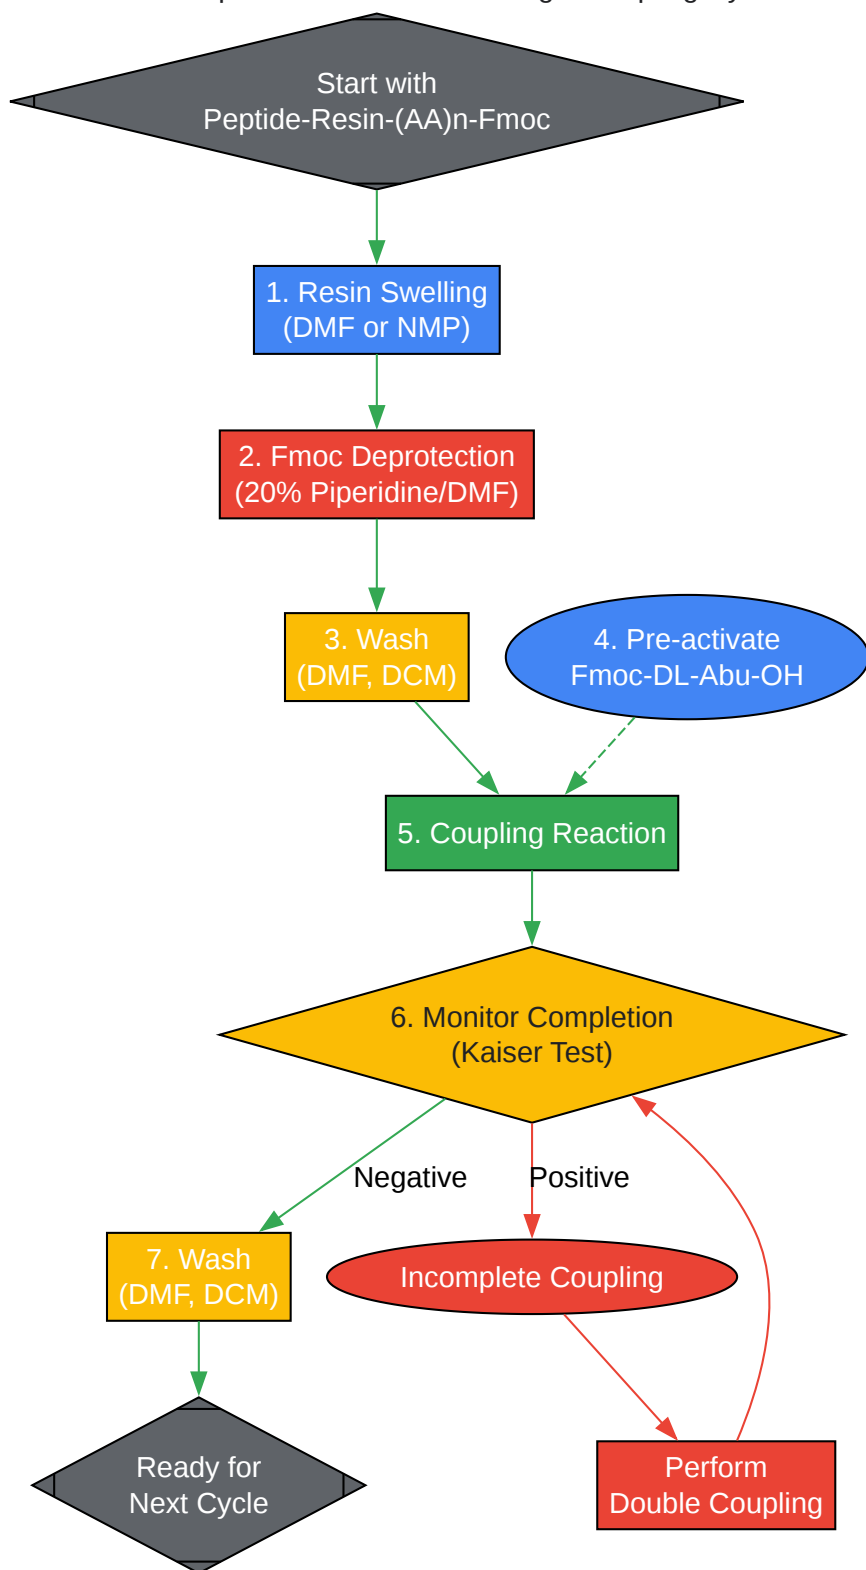 Start with
Peptide-Resin-(AA)n-Fmoc
1. Resin Swelling
(DMF or NMP)
2. Fmoc Deprotection
(20% Piperidine/DMF)
3. Wash
(DMF, DCM)
4. Pre-activate
Fmoc-DL-Abu-OH
5. Coupling Reaction
6. Monitor Completion
(Kaiser Test)
Negative
Positive
7. Wash
(DMF, DCM)
Incomplete Coupling
Ready for
Next Cycle
Perform
Double Coupling